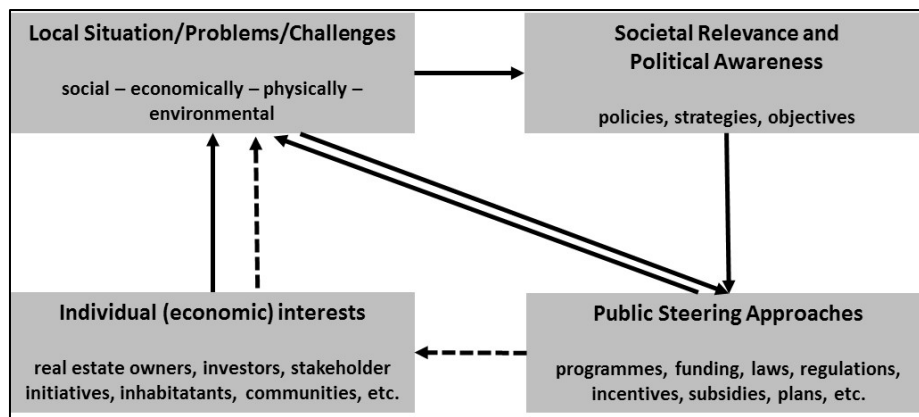 Local Situation/Problems/Challenges
social – economically – physically –
environmental
Societal Relevance and
Political Awareness
policies, strategies, objectives
Individual (economic) interests
real estate owners, investors, stakeholder
initiatives, inhabitatants, communities, etc.
Public Steering Approaches
programmes, funding, laws, regulations,
incentives, subsidies, plans, etc.